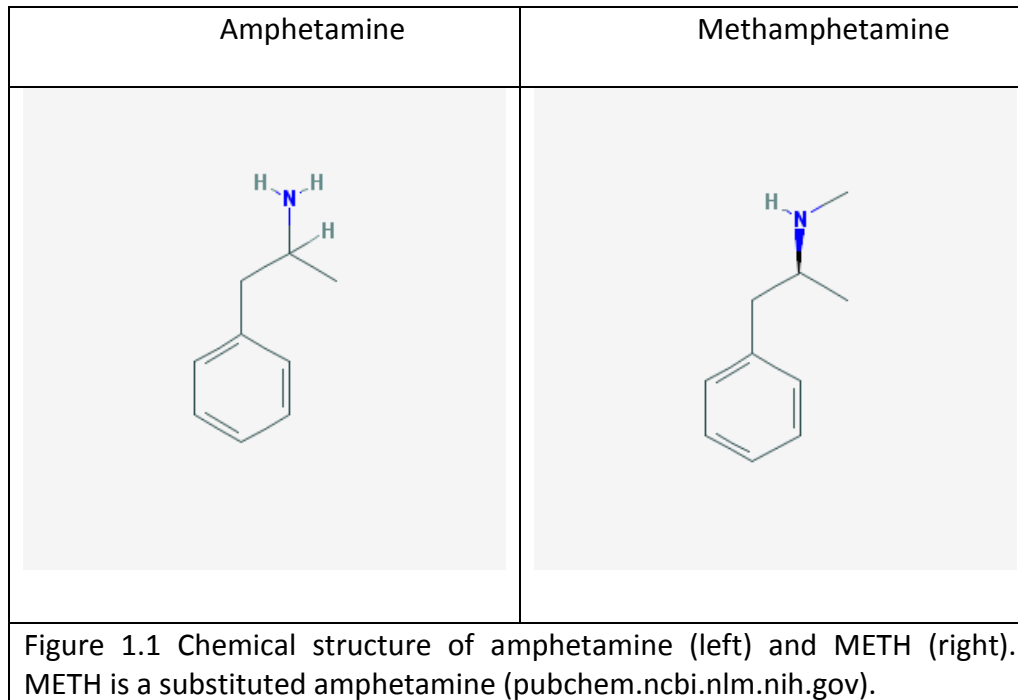 Amphetamine
Methamphetamine
H H
N
H
H
N
Figure 1.1 Chemical structure of amphetamine (left) and METH (right).
METH is a substituted amphetamine (pubchem.ncbi.nlm.nih.gov).